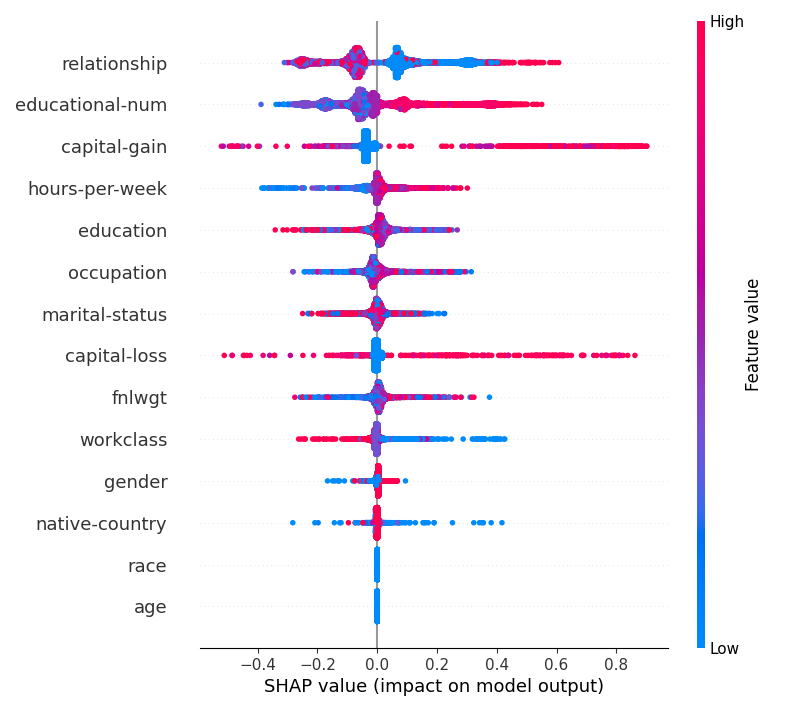 High
relationship
educational-num
capital-gain
hours-per-week
education
occupation
marital-status
capital-loss
fnlwgt
workclass
gender
native-country
race
age
Feature value
Low
−0.4 −0.2 0.0 0.2 0.4 0.6 0.8
SHAP value (impact on model output)